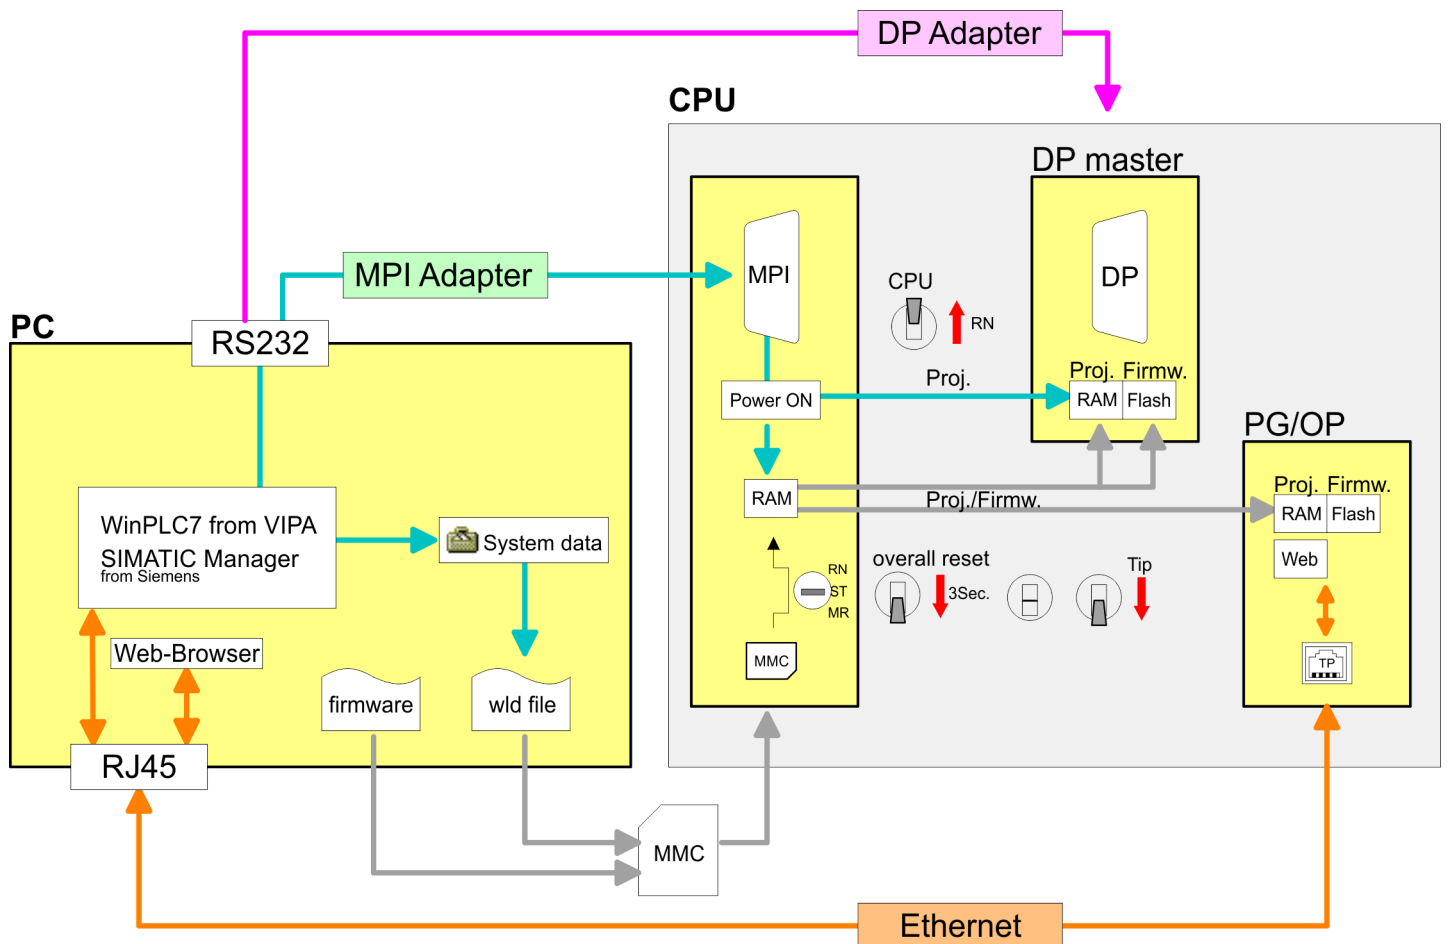 DP Adapter
CPU
DP master
MPI Adapter
MPI
DP
CPU
RN
PC
RS232
Proj. Firmw.
Proj.
Power ON
RAM
Flash
PG/OP
RAM
Proj./Firmw.
Proj. Firmw.
RAM
Flash
WinPLC7 from VIPA
SIMATIC Manager
from Siemens
System data
Web
overall reset
3Sec.
Tip
RN
ST
MR
Web-Browser
MMC
TP
firmware
wld file
RJ45
MMC
Ethernet